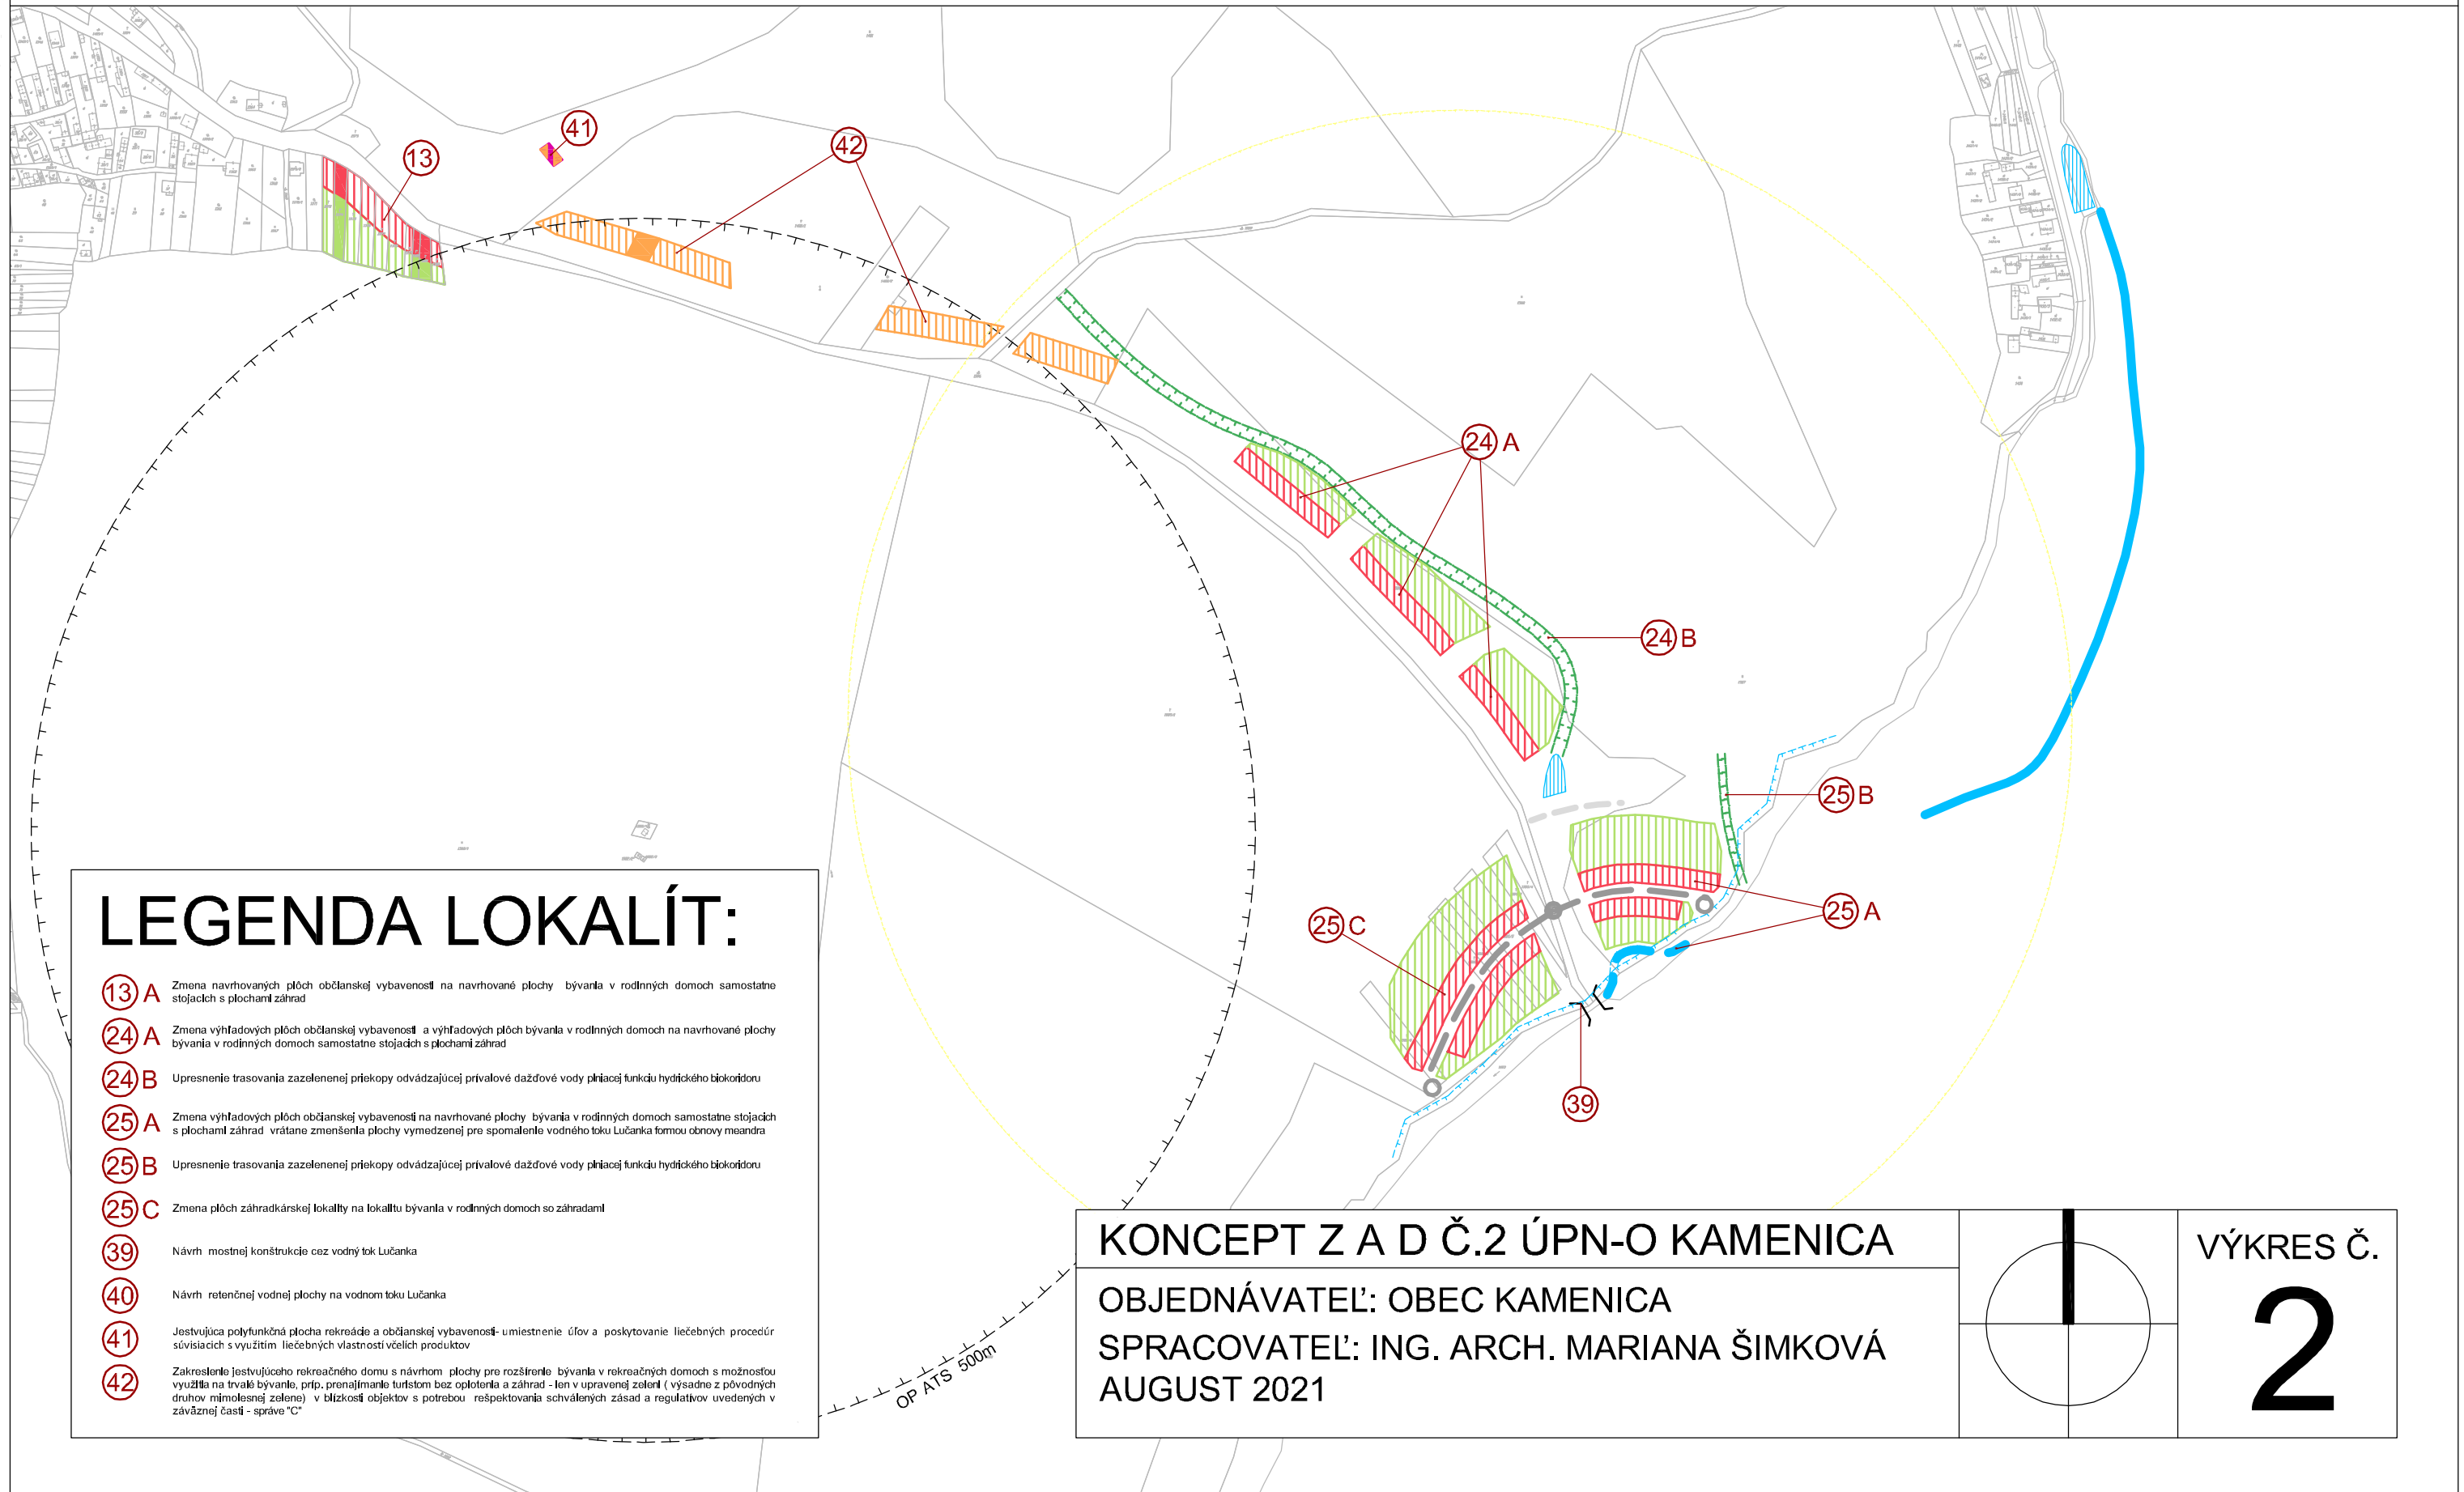 13
41
42
24 A
24 B
25 B
25 A
25 C
39
OP ATS 500m
LEGENDA LOKALÍT:
13 A Zmena navrhovaných plôch občianskej vybavenosti na navrhované plochy bývania v rodinných domoch samostatne
stojacich s plochami záhrad
24 A Zmena výhľadových plôch občianskej vybavenosti a výhľadových plôch bývania v rodinných domoch na navrhované plochy
bývania v rodinných domoch samostatne stojacich s plochami záhrad
24 B Upresnenie trasovania zazelenenej priekopy odvádzajúcej prívalové dažďové vody plniacej funkciu hydrického biokoridoru
25 A Zmena výhľadových plôch občianskej vybavenosti na navrhované plochy bývania v rodinných domoch samostatne stojacich
s plochami záhrad vrátane zmenšenia plochy vymedzenej pre spomalenie vodného toku Lučanka formou obnovy meandra
25 B Upresnenie trasovania zazelenenej priekopy odvádzajúcej prívalové dažďové vody plniacej funkciu hydrického biokoridoru
25 C Zmena plôch záhradkárskej lokality na lokalitu bývania v rodinných domoch so záhradami
39 Návrh mostnej konštrukcie cez vodný tok Lučanka
40 Návrh retenčnej vodnej plochy na vodnom toku Lučanka
41 Jestvujúca polyfunkčná plocha rekreácie a občianskej vybavenosti- umiestnenie úľov a poskytovanie liečebných procedúr
súvisiacich s využitím liečebných vlastností včelích produktov
42 Zakreslenie jestvujúceho rekreačného domu s návrhom plochy pre rozšírenie bývania v rekreačných domoch s možnosťou
využitia na trvalé bývanie, príp. prenajímanie turistom bez oplotenia a záhrad - len v upravenej zeleni ( výsadne z pôvodných
druhov mimolesnej zelene) v blízkosti objektov s potrebou rešpektovania schválených zásad a regulatívov uvedených v
záväznej časti - správe "C"
KONCEPT Z A D Č.2 ÚPN-O KAMENICA
OBJEDNÁVATEĽ: OBEC KAMENICA
SPRACOVATEĽ: ING. ARCH. MARIANA ŠIMKOVÁ
AUGUST 2021
VÝKRES Č.
2